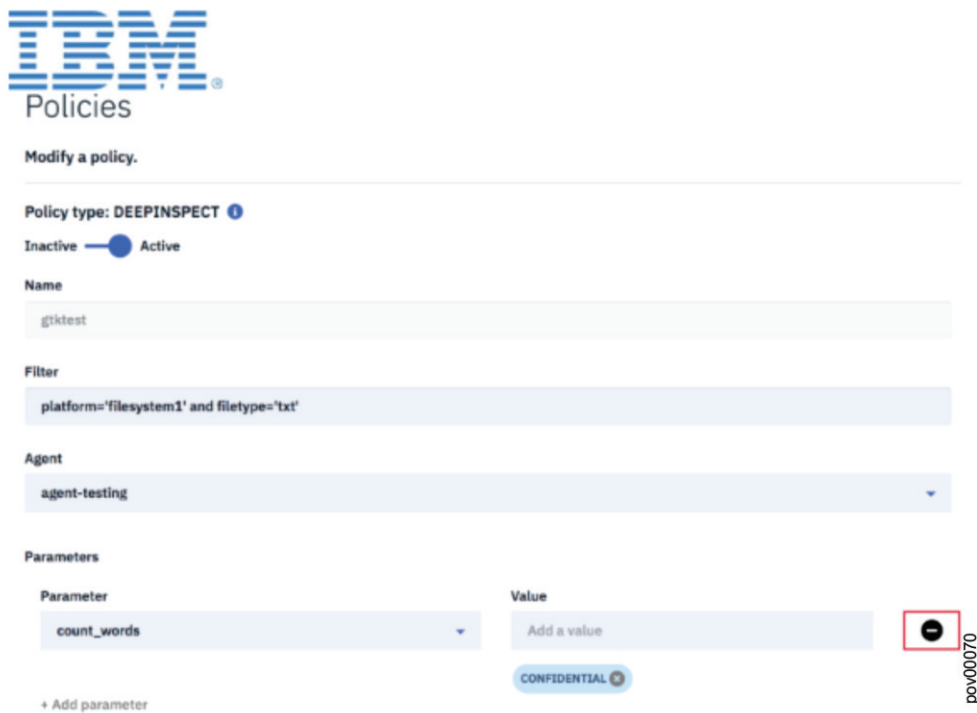 IBM®
Policies
Modify a policy.
Policy type: DEEPINSPECT i
Inactive Active
Name
gtktest
Filter
platform='filesystem1' and filetype='txt'
Agent
agent-testing
Parameters
Parameter Value
count_words Add a value
CONFIDENTIAL
+ Add parameter
pov00070